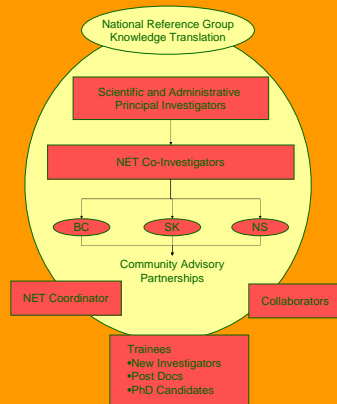 National Reference Group
Knowledge Translation
Scientific and Administrative
Principal Investigators
NET Co-Investigators
BC
SK
NS
Community Advisory
Partnerships
NET Coordinator
Collaborators
Trainees
•New Investigators
•Post Docs
•PhD Candidates